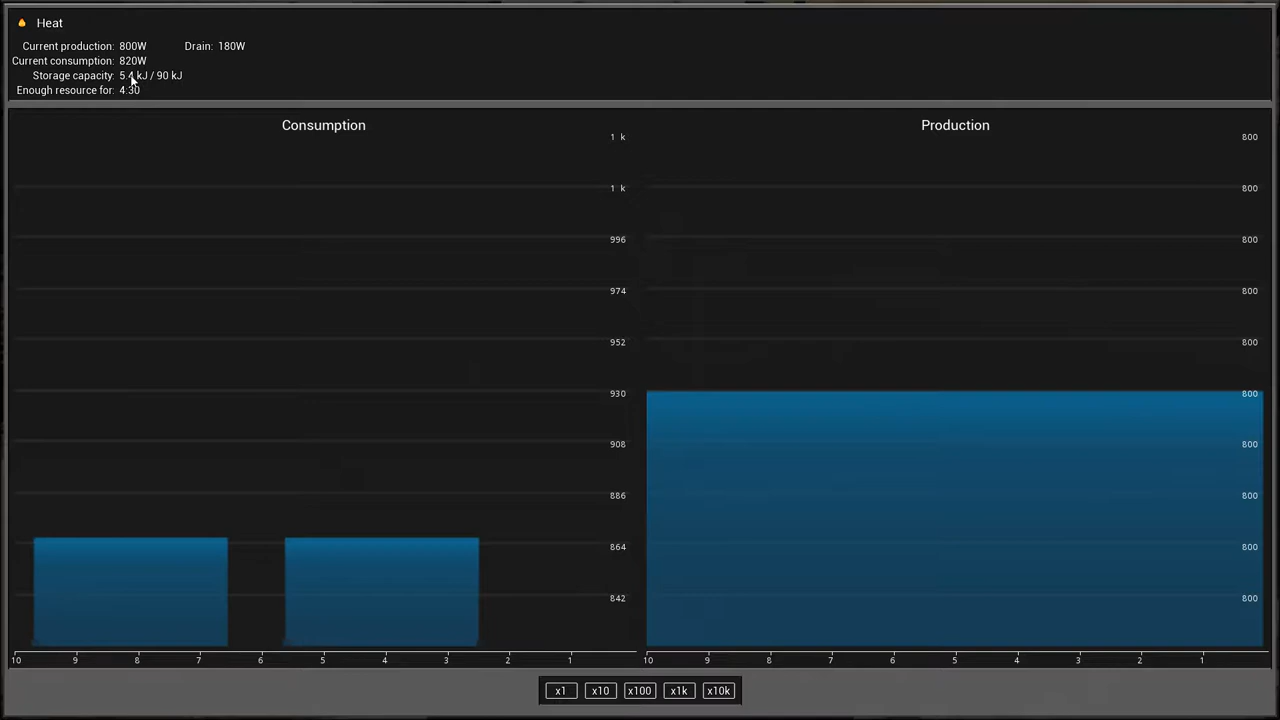 Heat
Current production: 800W Drain: 180W
Current consumption: 820W
Storage capacity: 5.4 kJ / 90 kJ
Enough resource for: 4:30
Consumption
1 k
1 k
996
974
952
930
908
886
864
842
10 9 8 7 6 5 4 3 2 1
Production
800
800
800
800
800
800
800
800
800
800
10 9 8 7 6 5 4 3 2 1
x1 x10 x100 x1k x10k